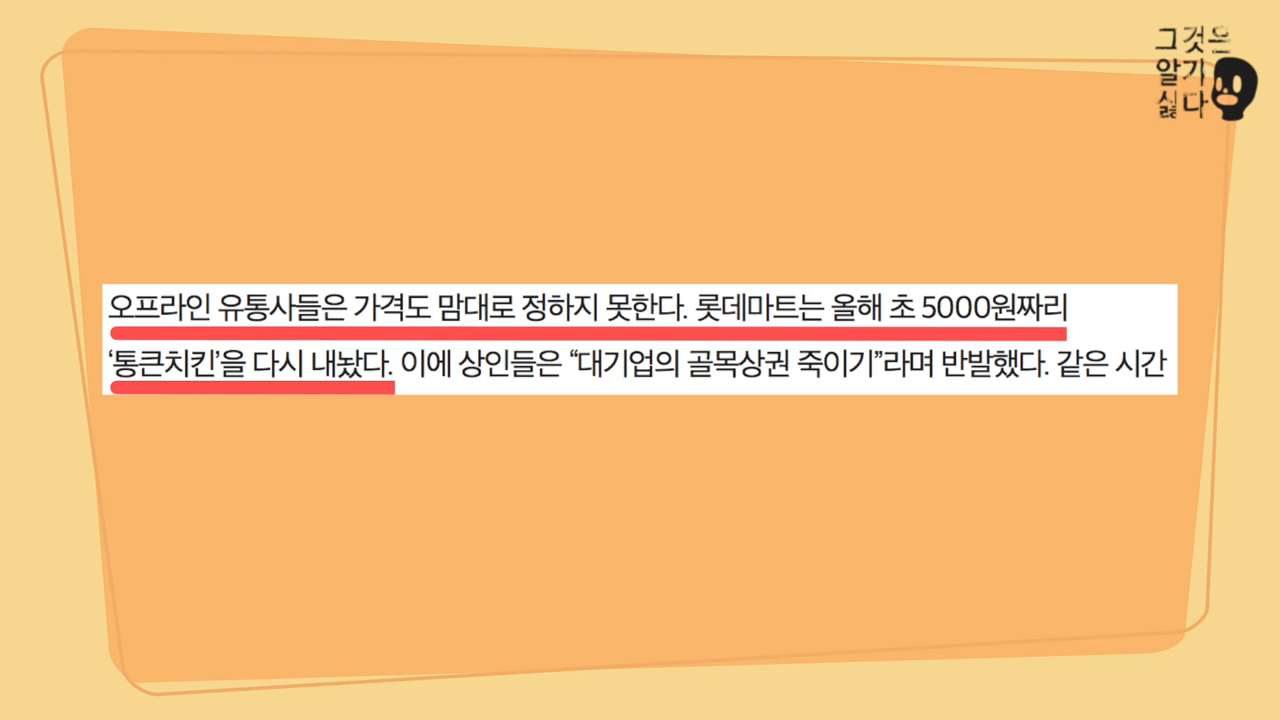 그것은
알기
싫다
오프라인 유통사들은 가격도 맘대로 정하지 못한다. 롯데마트는 올해 초 5000원짜리
‘통큰치킨’을 다시 내놨다. 이에 상인들은 “대기업의 골목상권 죽이기”라며 반발했다. 같은 시간